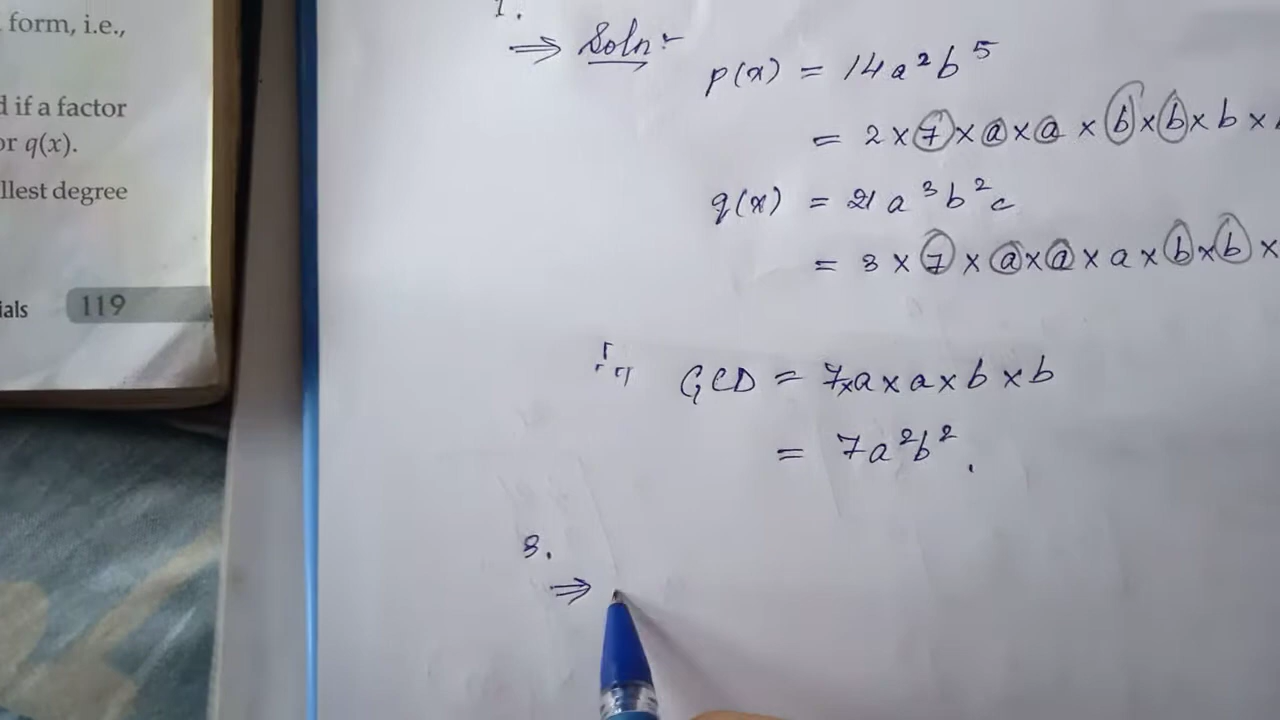 form, i.e.,
d if a factor
or q(x).
llest degree
ials 119
1.
⇒ Soln:-
p(x) = 14a²b⁵
= 2 × 7 × a × a × b × b × b ×
q(x) = 21a³b²c
= 3 × 7 × a × a × a × b × b ×
GCD = 7×a×a×b×b
= 7a²b².
3.
⇒